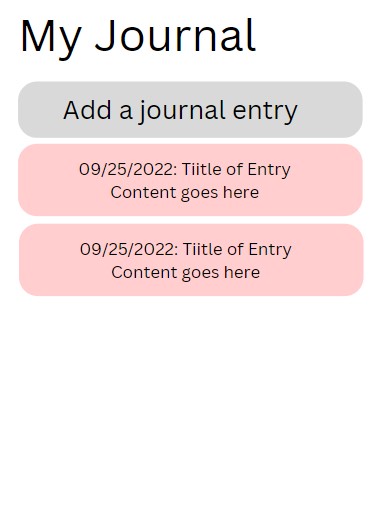 My Journal
Add a journal entry
09/25/2022: Tiitle of Entry
Content goes here
09/25/2022: Tiitle of Entry
Content goes here